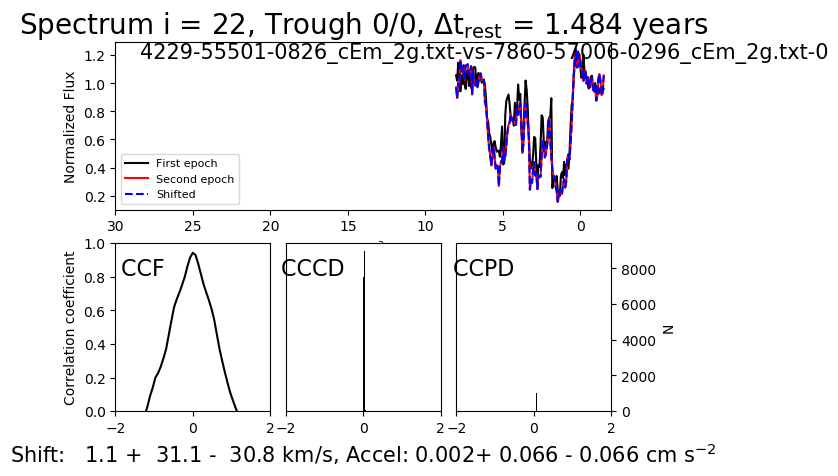 Spectrum i = 22, Trough 0/0, Δt_rest = 1.484 years
4229-55501-0826_cEm_2g.txt-vs-7860-57006-0296_cEm_2g.txt-0
Normalized Flux
1.2
1.0
0.8
0.6
0.4
0.2
First epoch
Second epoch
Shifted
30 25 20 15 10 5 0
Correlation coefficient
1.0
0.8
0.6
0.4
0.2
0.0
CCF
CCCD
CCPD
8000
6000
4000
2000
0
N
−2 0 2
−2 0 2
−2 0 2
Shift: 1.1 + 31.1 - 30.8 km/s, Accel: 0.002+ 0.066 - 0.066 cm s⁻²